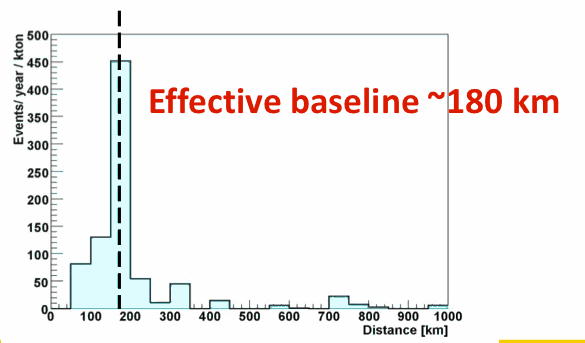 500
450
400
350
300
250
200
150
100
50
0
Events/ year / kton
Effective baseline ~180 km
0 100 200 300 400 500 600 700 800 900 1000
Distance [km]